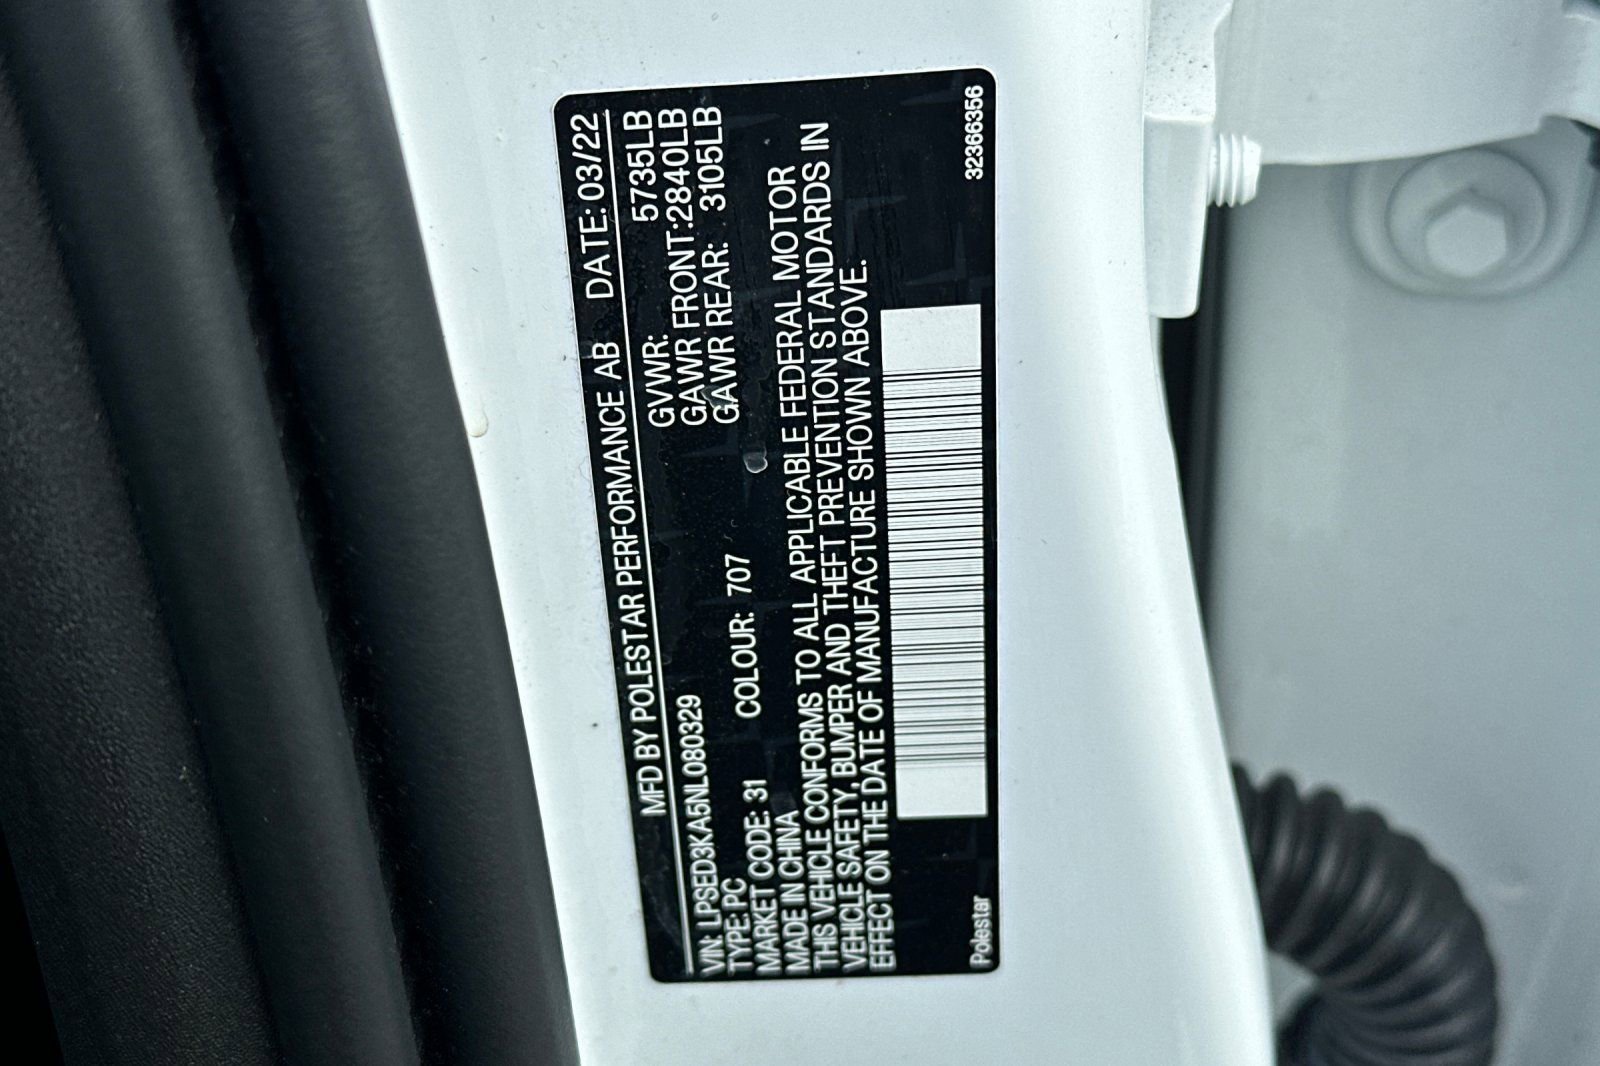 MFD BY POLESTAR PERFORMANCE AB DATE: 03/22
VIN: LPSED3KA5NL080329 GVWR: 5735LB
TYPE: PC GAWR FRONT:2840LB
MARKET CODE: 31 COLOUR: 707 GAWR REAR: 3105LB
MADE IN CHINA
THIS VEHICLE CONFORMS TO ALL APPLICABLE FEDERAL MOTOR
VEHICLE SAFETY, BUMPER AND THEFT PREVENTION STANDARDS IN
EFFECT ON THE DATE OF MANUFACTURE SHOWN ABOVE.
Polestar 32366356